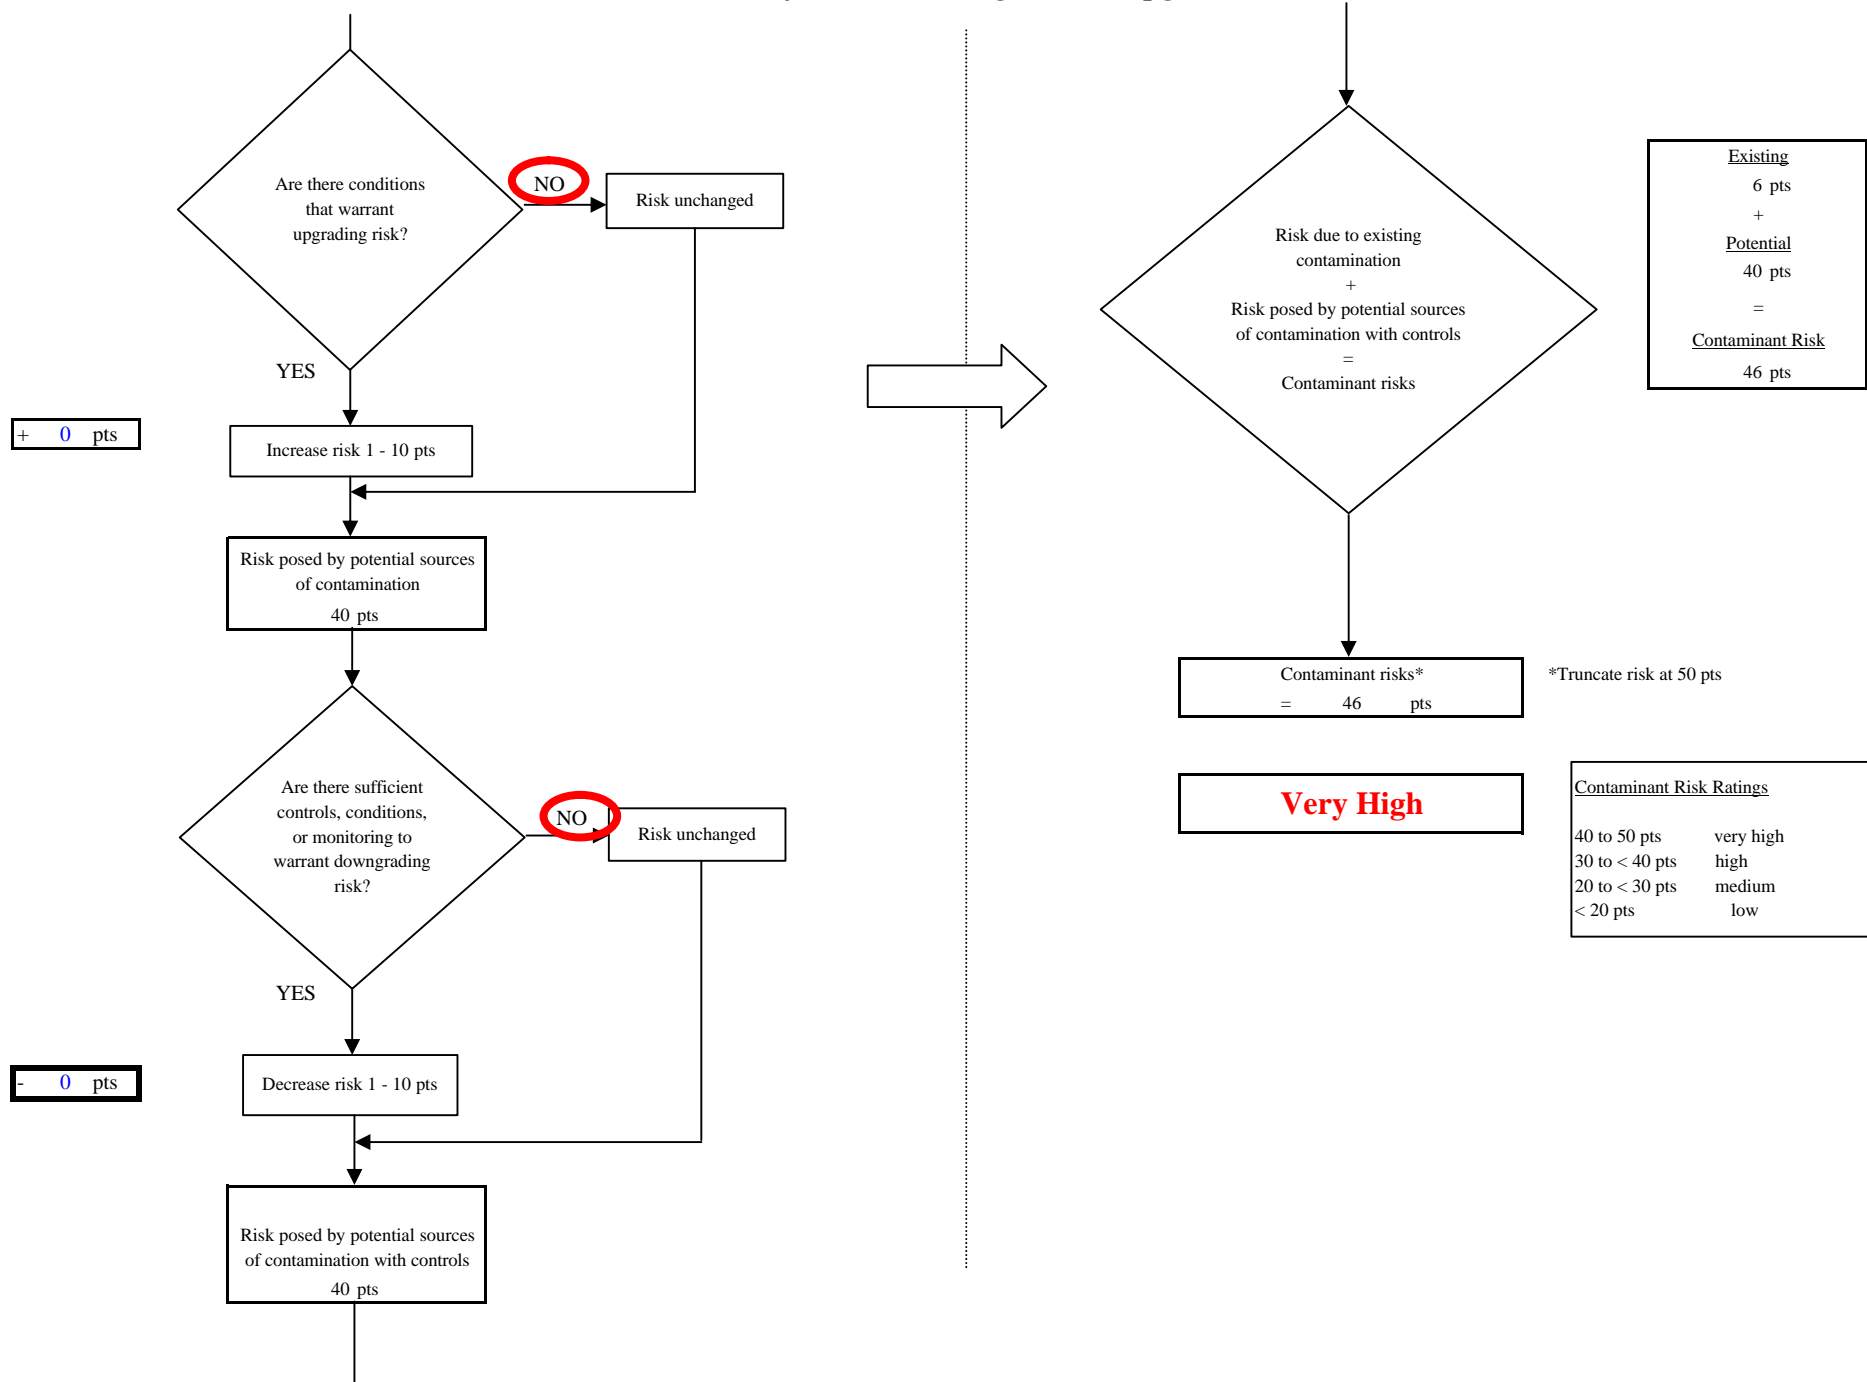 Are there conditions
that warrant
upgrading risk?
NO
Risk unchanged
YES
+ 0 pts
Increase risk 1 - 10 pts
Risk posed by potential sources
of contamination
40 pts
Are there sufficient
controls, conditions,
or monitoring to
warrant downgrading
risk?
NO
Risk unchanged
YES
- 0 pts
Decrease risk 1 - 10 pts
Risk posed by potential sources
of contamination with controls
40 pts
Risk due to existing
contamination
+
Risk posed by potential sources
of contamination with controls
=
Contaminant risks
Existing
6 pts
+
Potential
40 pts
=
Contaminant Risk
46 pts
Contaminant risks*
= 46 pts
*Truncate risk at 50 pts
Very High
Contaminant Risk Ratings
40 to 50 pts very high
30 to < 40 pts high
20 to < 30 pts medium
< 20 pts low